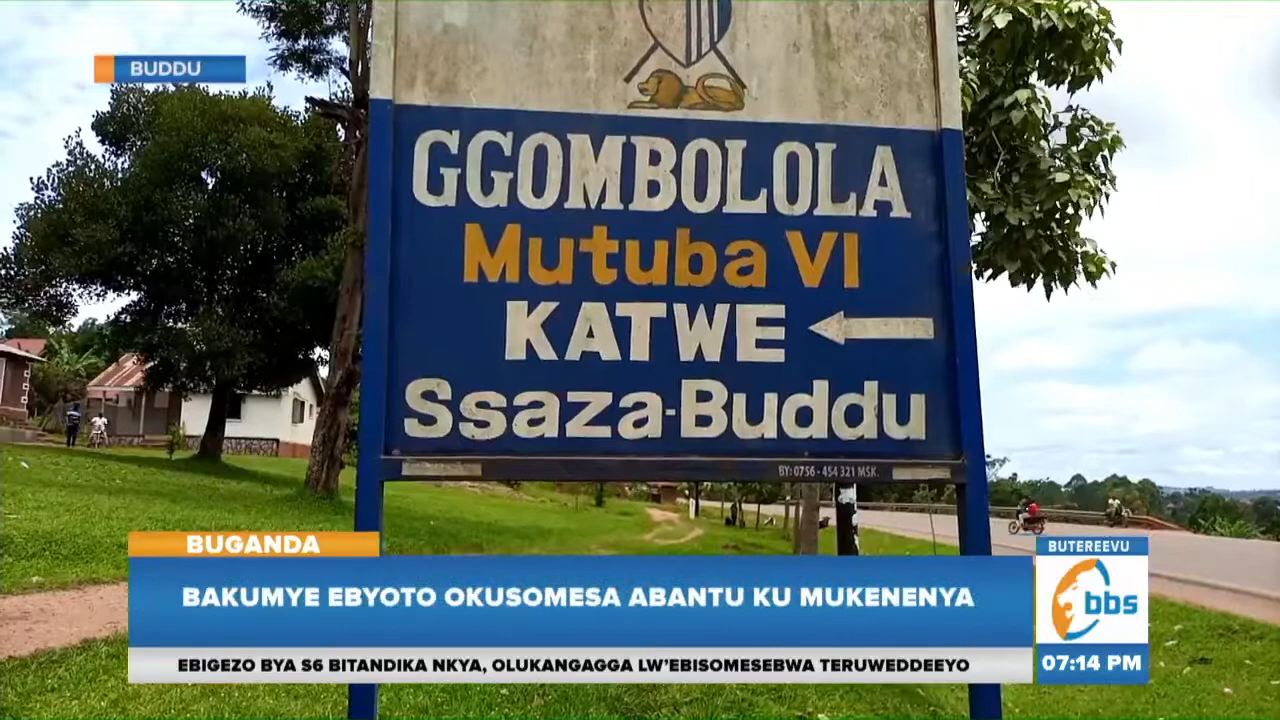 BUDDU
GGOMBOLOLA
Mutuba VI
KATWE
Ssaza-Buddu
BY: 0756 - 454 321 MSK.
BUGANDA
BAKUMYE EBYOTO OKUSOMESA ABANTU KU MUKENENYA
EBIGEZO BYA S6 BITANDIKA NKYA, OLUKANGAGGA LW'EBISOMESEBWA TERUWEDDEEYO
BUTEREEVU
bbs
07:14 PM